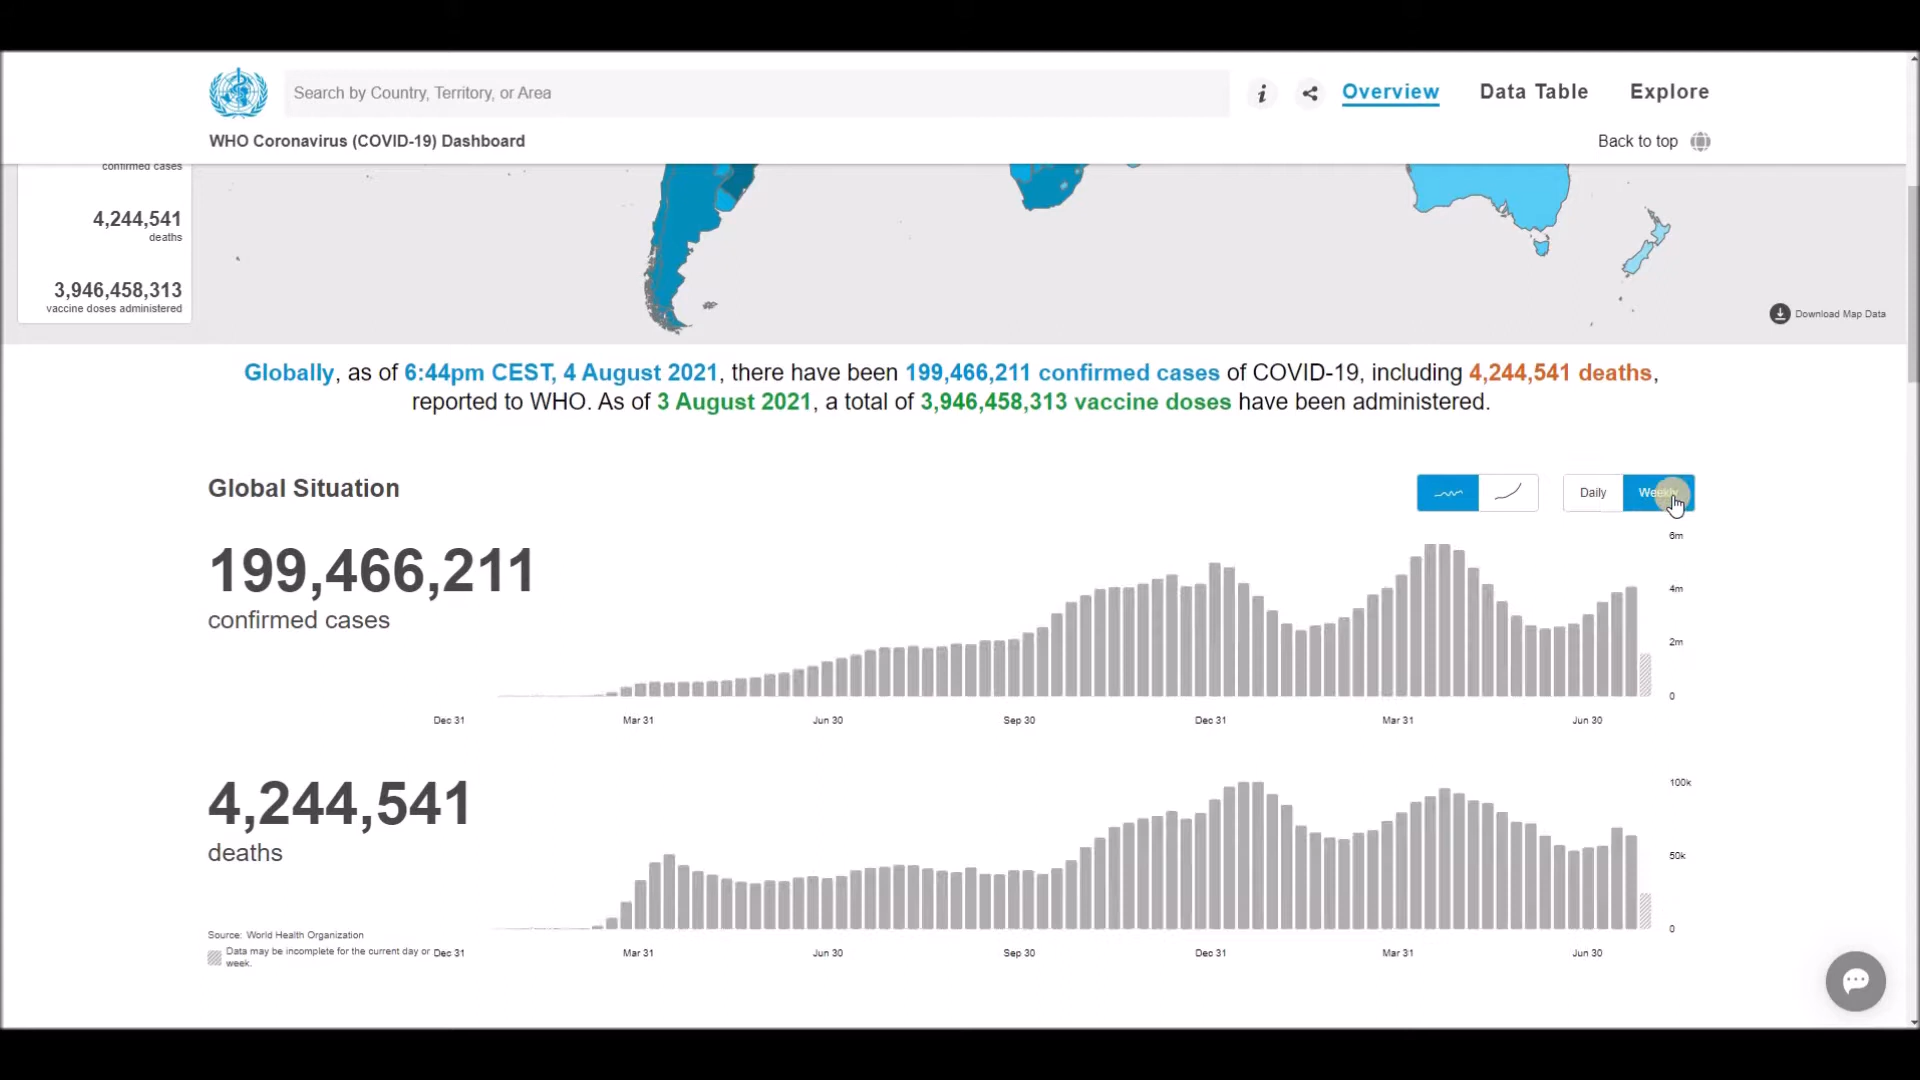 Search by Country, Territory, or Area
Overview
Data Table
Explore
WHO Coronavirus (COVID-19) Dashboard
Back to top
confirmed cases
4,244,541
deaths
3,946,458,313
vaccine doses administered
Download Map Data
Globally, as of 6:44pm CEST, 4 August 2021, there have been 199,466,211 confirmed cases of COVID-19, including 4,244,541 deaths,
reported to WHO. As of 3 August 2021, a total of 3,946,458,313 vaccine doses have been administered.
Global Situation
Daily
Weekly
199,466,211
confirmed cases
6m
4m
2m
0
Dec 31
Mar 31
Jun 30
Sep 30
Dec 31
Mar 31
Jun 30
4,244,541
deaths
100k
50k
0
Source: World Health Organization
Data may be incomplete for the current day or
week.
Dec 31
Mar 31
Jun 30
Sep 30
Dec 31
Mar 31
Jun 30